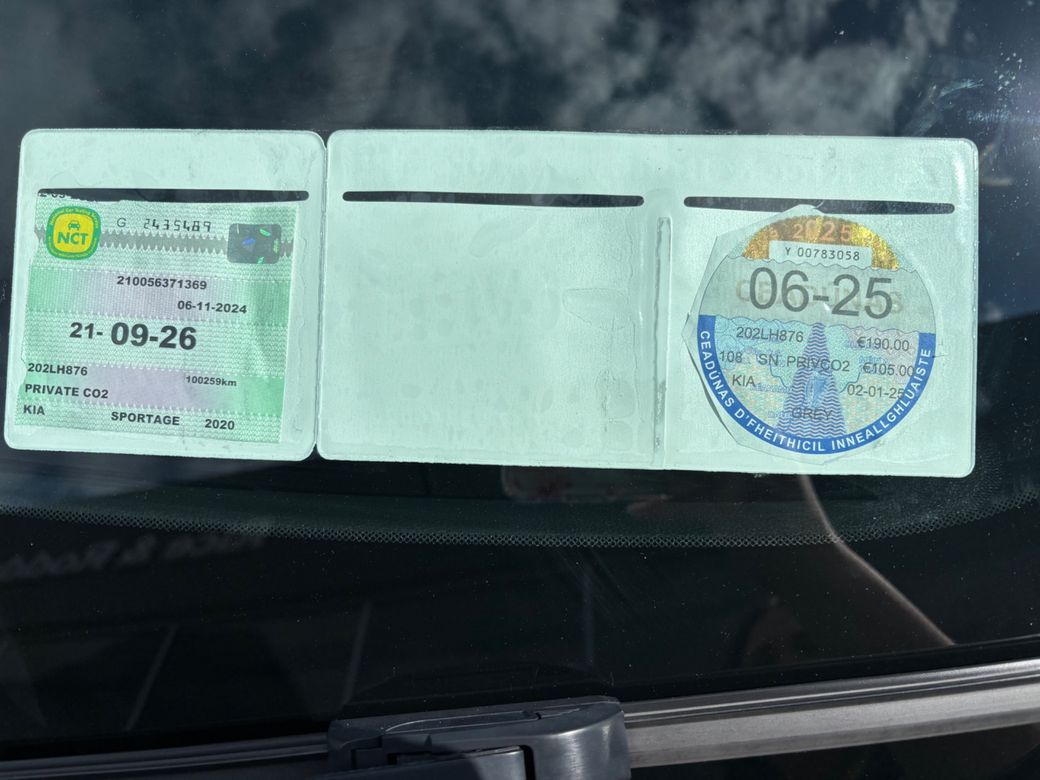 NCT
G 2435489
210056371369
06-11-2024
21- 09-26
202LH876
100259km
PRIVATE CO2
KIA SPORTAGE 2020
2025
Y 00783058
06-25
202LH876 €190.00
108 SN PRIVCO2 €105.00
KIA 02-01-25
GREY
CEADÚNAS D'FHEITHICIL INNEALLGHLUAISTE